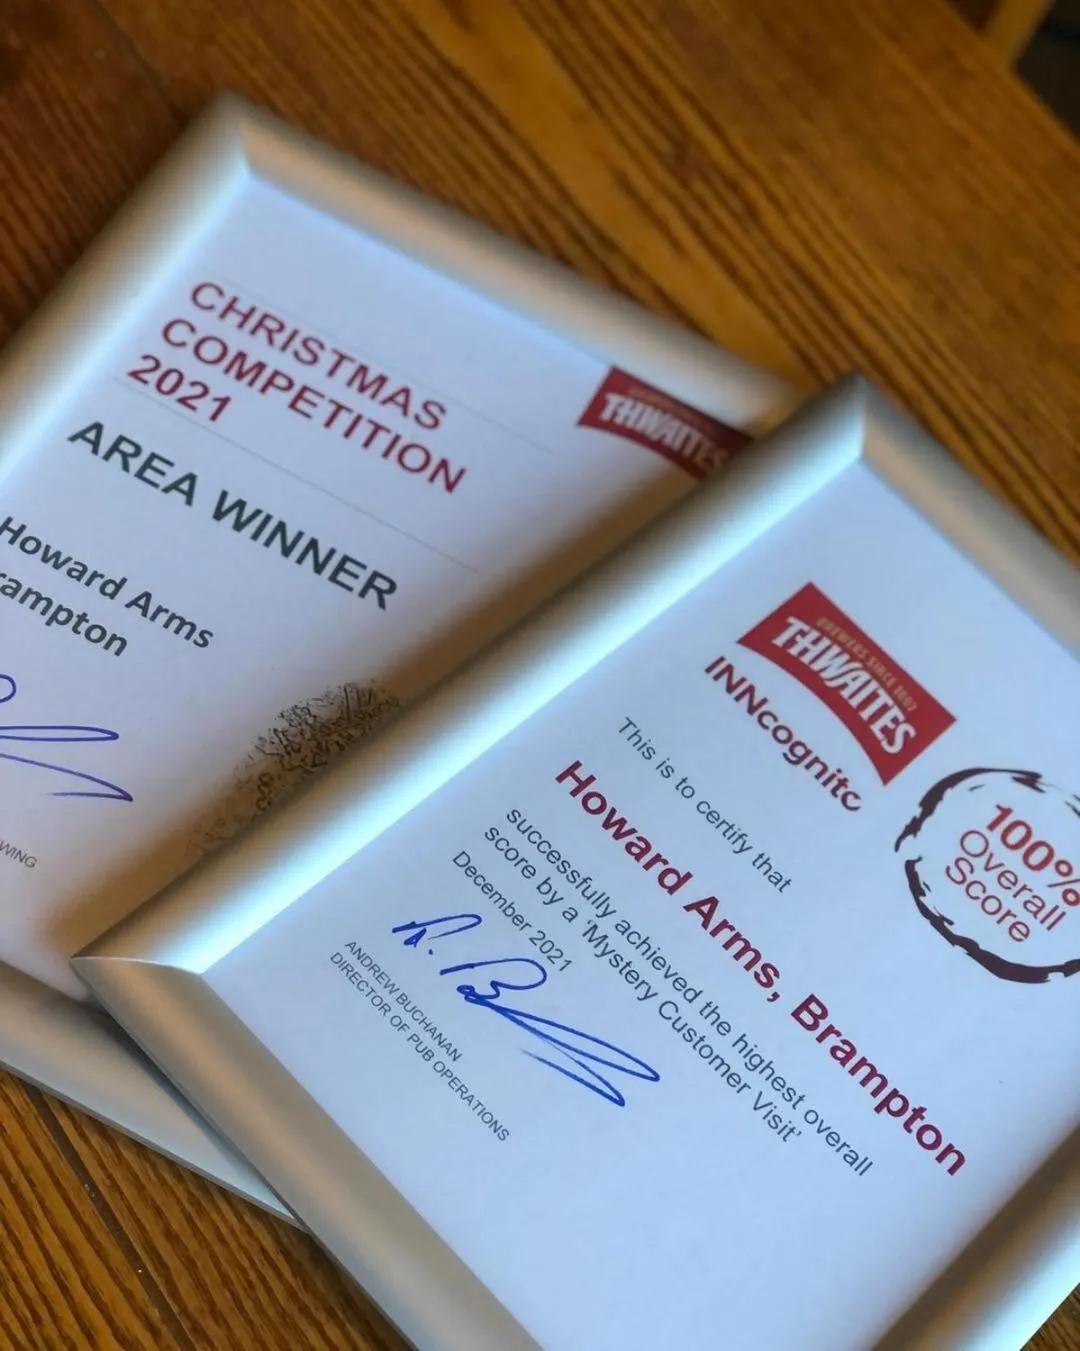 CHRISTMAS
COMPETITION
2021
THWAITES
AREA WINNER
Howard Arms
rampton
WING
BREWERS SINCE 1807
THWAITES
INNcognito
100%
Overall
Score
This is to certify that
Howard Arms, Brampton
successfully achieved the highest overall
score by a 'Mystery Customer Visit'
December 2021
A. B
ANDREW BUCHANAN
DIRECTOR OF PUB OPERATIONS